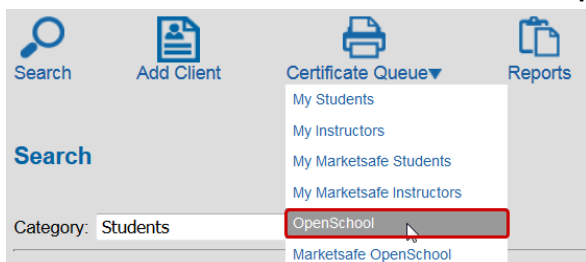 Search
Add Client
Certificate Queue▼
Reports
My Students
My Instructors
Search
My Marketsafe Students
My Marketsafe Instructors
Category: Students
OpenSchool
Marketsafe OpenSchool